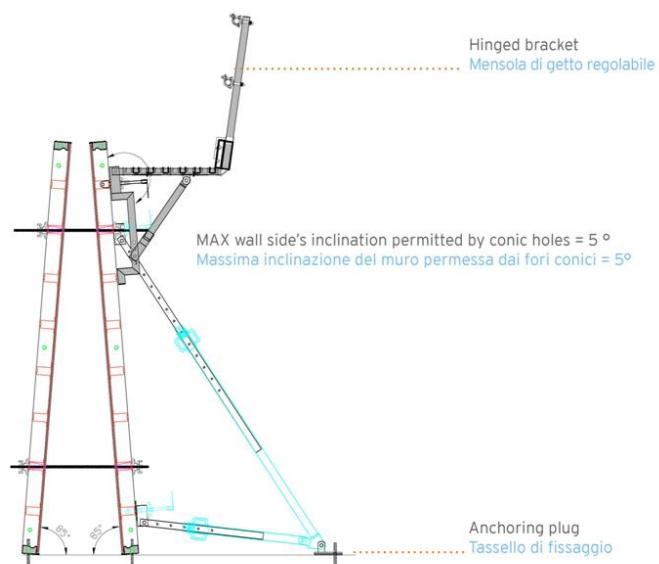 Hinged bracket
Mensola di getto regolabile
MAX wall side's inclination permitted by conic holes = 5 °
Massima inclinazione del muro permessa dai fori conici = 5°
85°
85°
Anchoring plug
Tassello di fissaggio